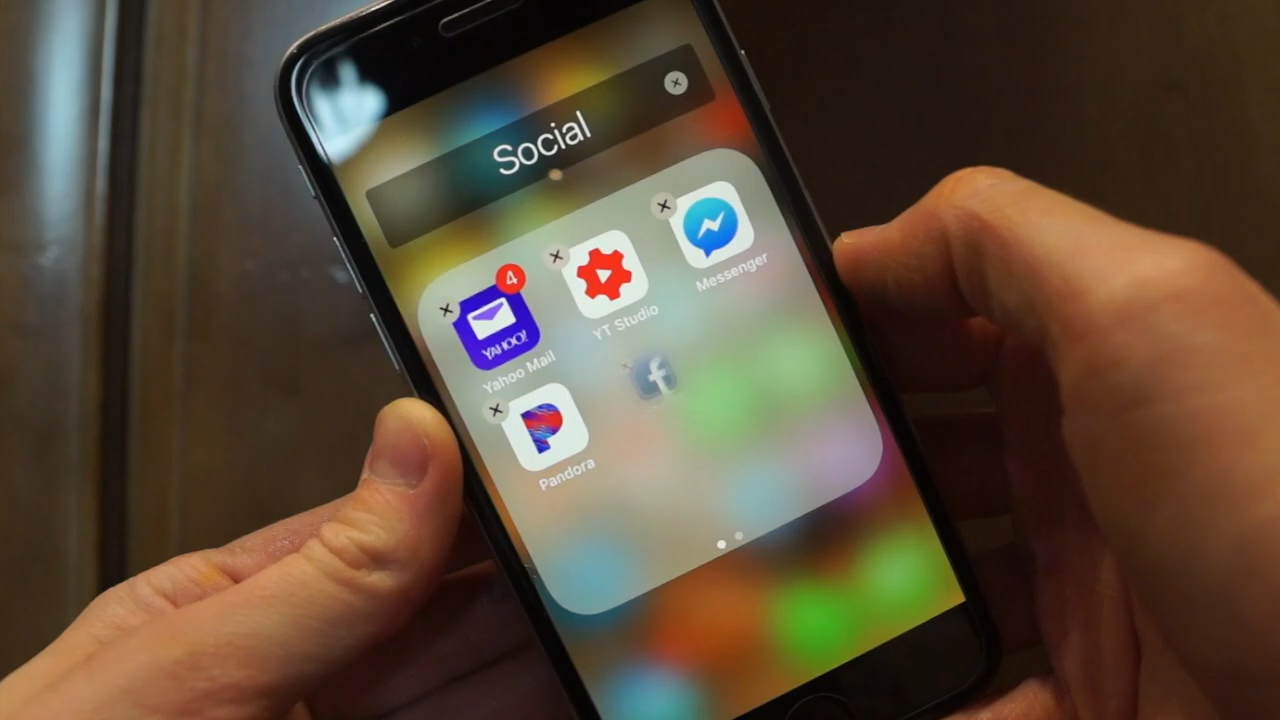 Social
4
YAHOO!
Yahoo Mail
YT Studio
Messenger
f
Pandora